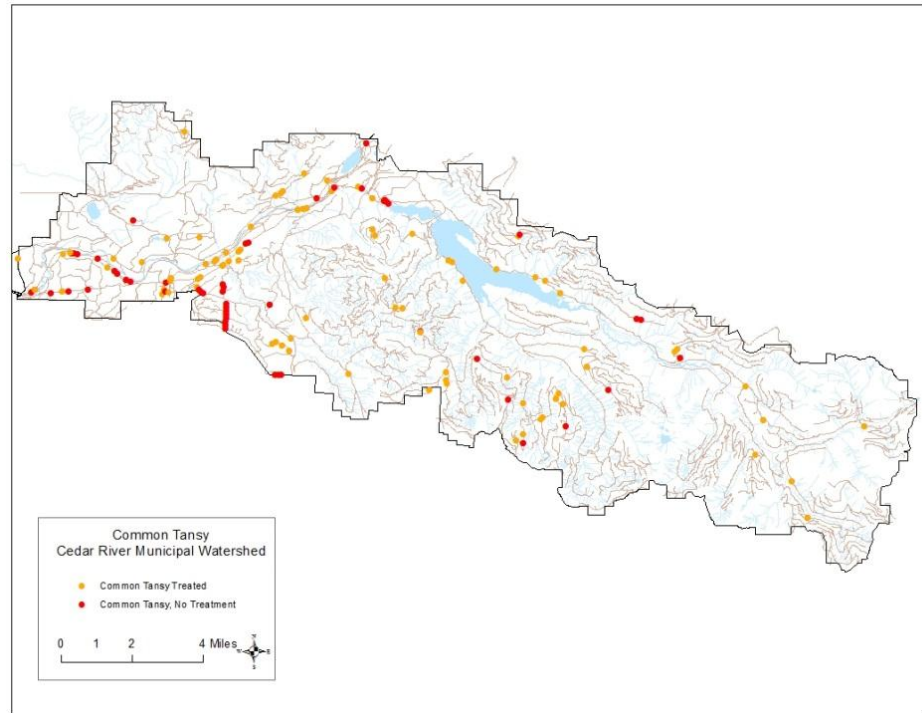 Common Tansy
Cedar River Municipal Watershed
Common Tansy Treated
Common Tansy, No Treatment
0 1 2 4 Miles
N
W E
S